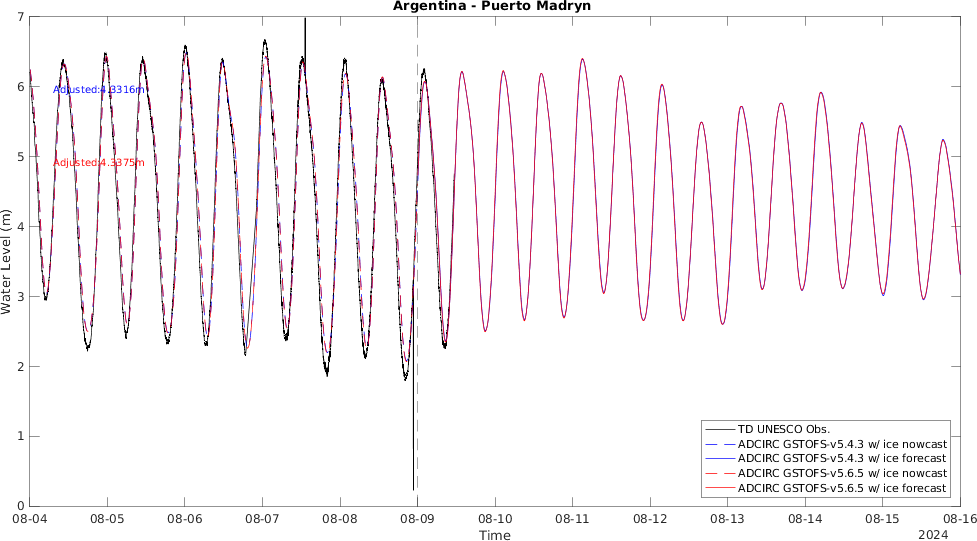 Argentina - Puerto Madryn
Water Level (m)
7
6
5
4
3
2
1
0
Adjusted:4.3316m
Adjusted:4.3375m
TD UNESCO Obs.
ADCIRC GSTOFS-v5.4.3 w/ ice nowcast
ADCIRC GSTOFS-v5.4.3 w/ ice forecast
ADCIRC GSTOFS-v5.6.5 w/ ice nowcast
ADCIRC GSTOFS-v5.6.5 w/ ice forecast
08-04 08-05 08-06 08-07 08-08 08-09 08-10 08-11 08-12 08-13 08-14 08-15 08-16
Time
2024